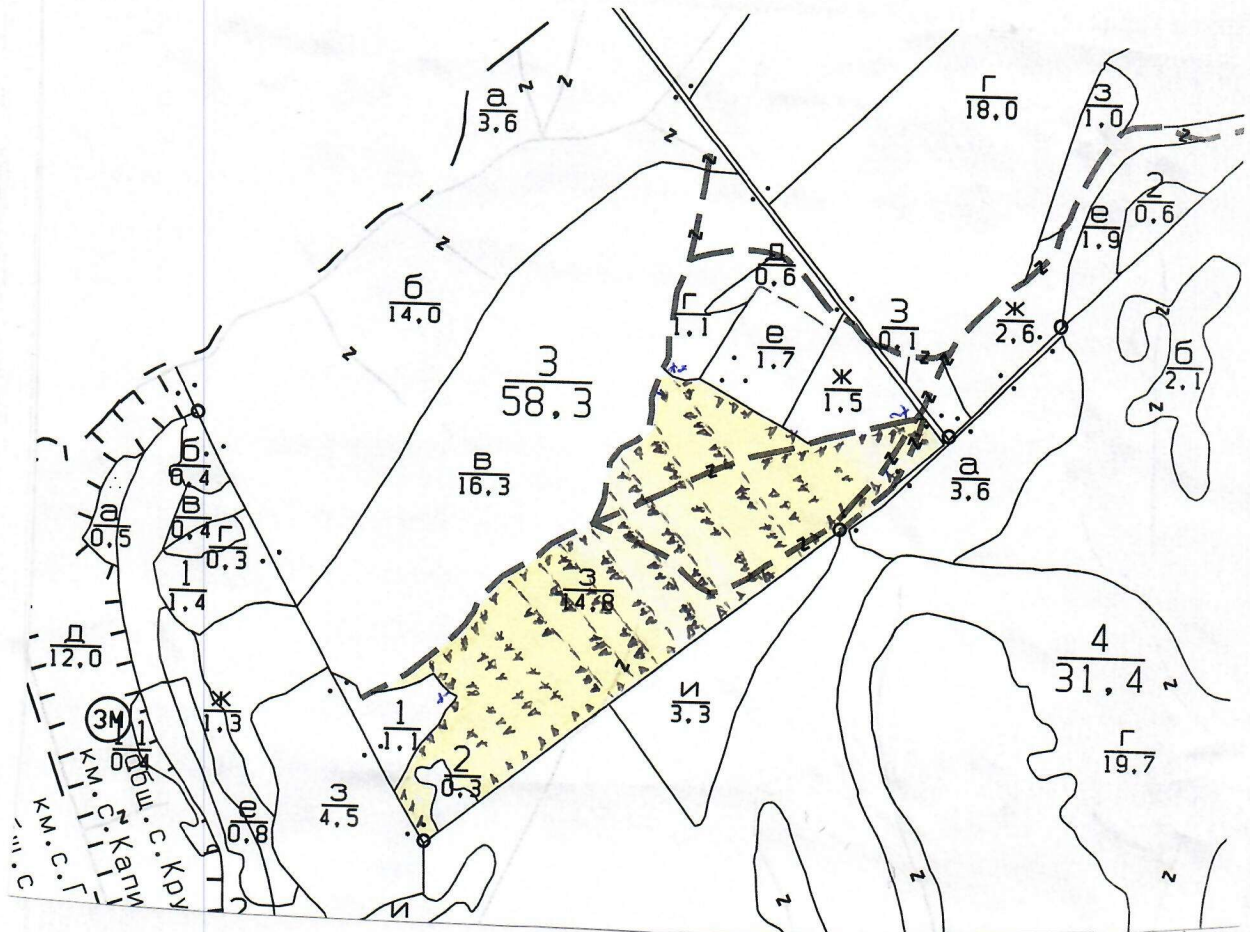 а
3,6
г
18,0
з
1,0
2
0,6
е
1,9
б
14,0
д
0,6
г
1,1
е
1,7
З
0,1
ж
2,6
б
2,1
3
58,3
ж
1,5
в
16,3
а
3,6
б
0,4
а
0,5
в
0,4
г
0,3
1
1,4
з
14,8
д
12,0
4
31,4
и
3,3
ж
1,3
1
1,1
г
19,7
ЗМ
1
0,4
2
0,3
з
4,5
е
0,8
общ.с.Кру
км.с.Капи
км.с.Г
и